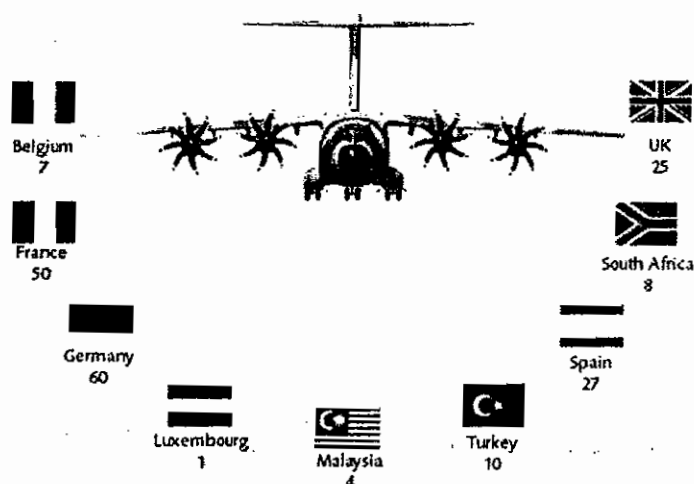 Belgium
7
France
50
Germany
60
Luxembourg
1
Malaysia
4
Turkey
10
Spain
27
South Africa
8
UK
25